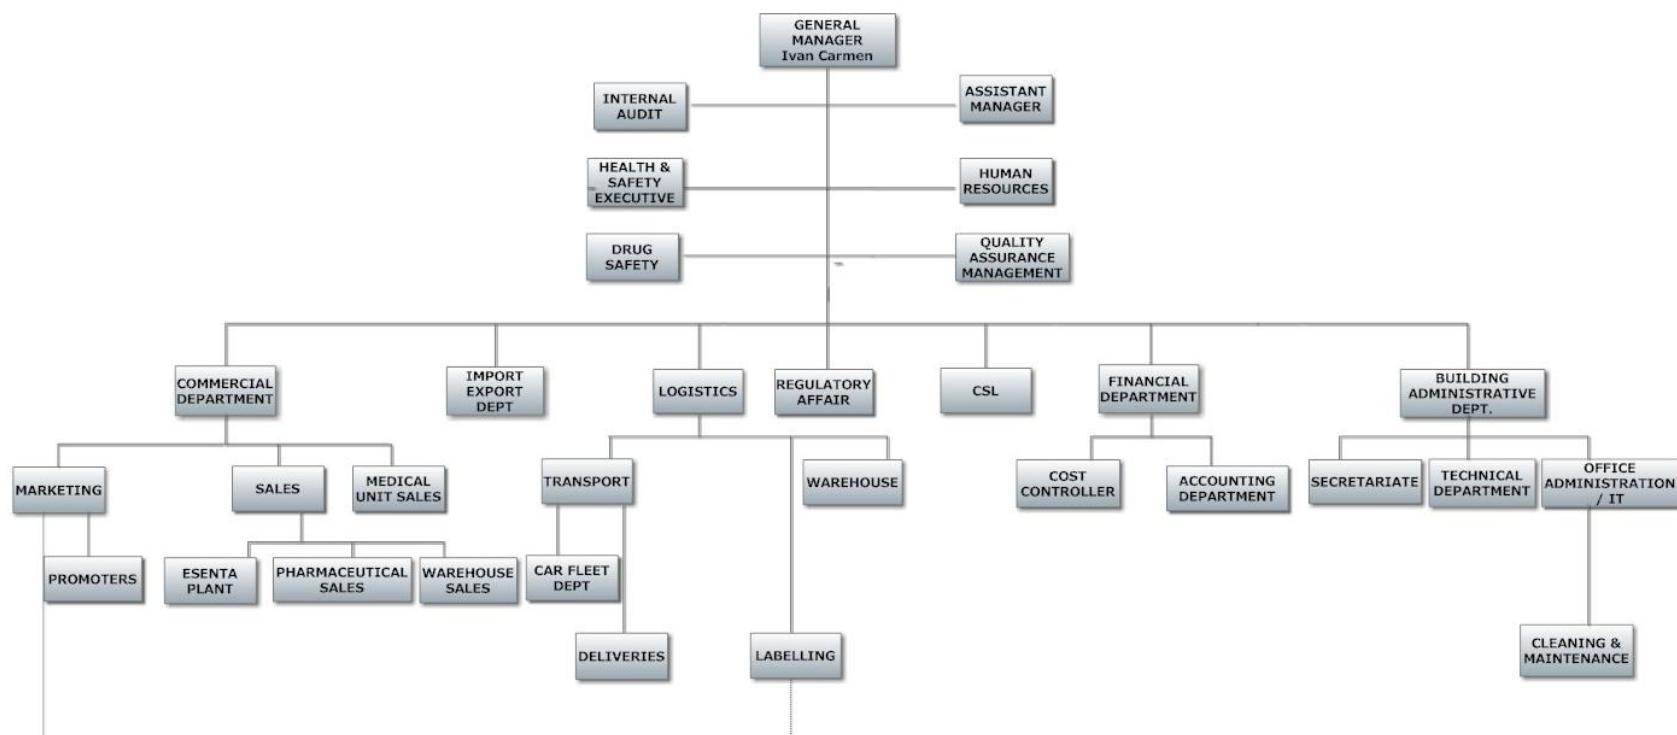 GENERAL
MANAGER
Ivan Carmen
INTERNAL
AUDIT
ASSISTANT
MANAGER
HEALTH &
SAFETY
EXECUTIVE
HUMAN
RESOURCES
DRUG
SAFETY
QUALITY
ASSURANCE
MANAGEMENT
COMMERCIAL
DEPARTMENT
IMPORT
EXPORT
DEPT
LOGISTICS
REGULATORY
AFFAIR
CSL
FINANCIAL
DEPARTMENT
BUILDING
ADMINISTRATIVE
DEPT.
MARKETING
SALES
MEDICAL
UNIT SALES
TRANSPORT
WAREHOUSE
COST
CONTROLLER
ACCOUNTING
DEPARTMENT
SECRETARIATE
TECHNICAL
DEPARTMENT
OFFICE
ADMINISTRATION
/ IT
PROMOTERS
ESENTA
PLANT
PHARMACEUTICAL
SALES
WAREHOUSE
SALES
CAR FLEET
DEPT
DELIVERIES
LABELLING
CLEANING &
MAINTENANCE